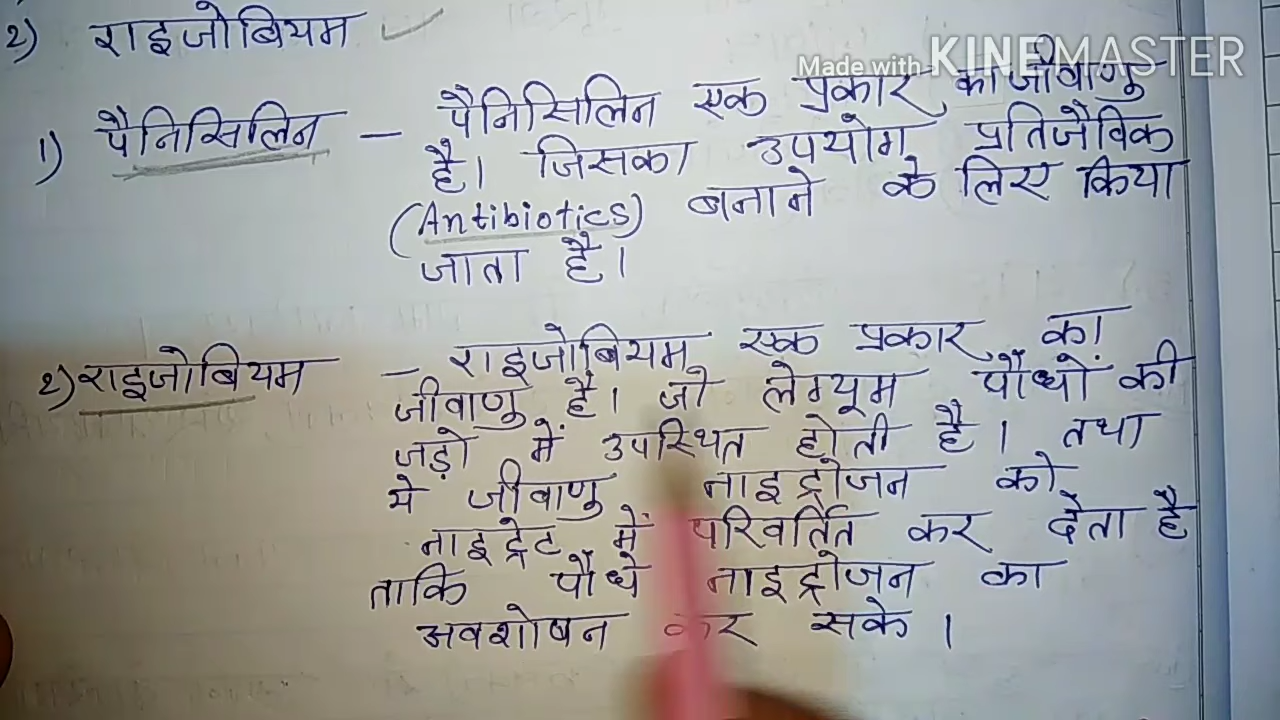 2) राइजोबियम
Made with KINEMASTER
1) पैनिसिलिन – पैनिसिलिन एक प्रकार का जीवाणु
है। जिसका उपयोग प्रतिजैविक
(Antibiotics) बनाने के लिए किया
जाता है।
2) राइजोबियम – राइजोबियम एक प्रकार का
जीवाणु है। जो लेग्यूम पौधों की
जड़ो में उपस्थित होती है। तथा
ये जीवाणु नाइट्रोजन को
नाइट्रेट में परिवर्तित कर देता है
ताकि पौधे नाइट्रोजन का
अवशोषन कर सके।